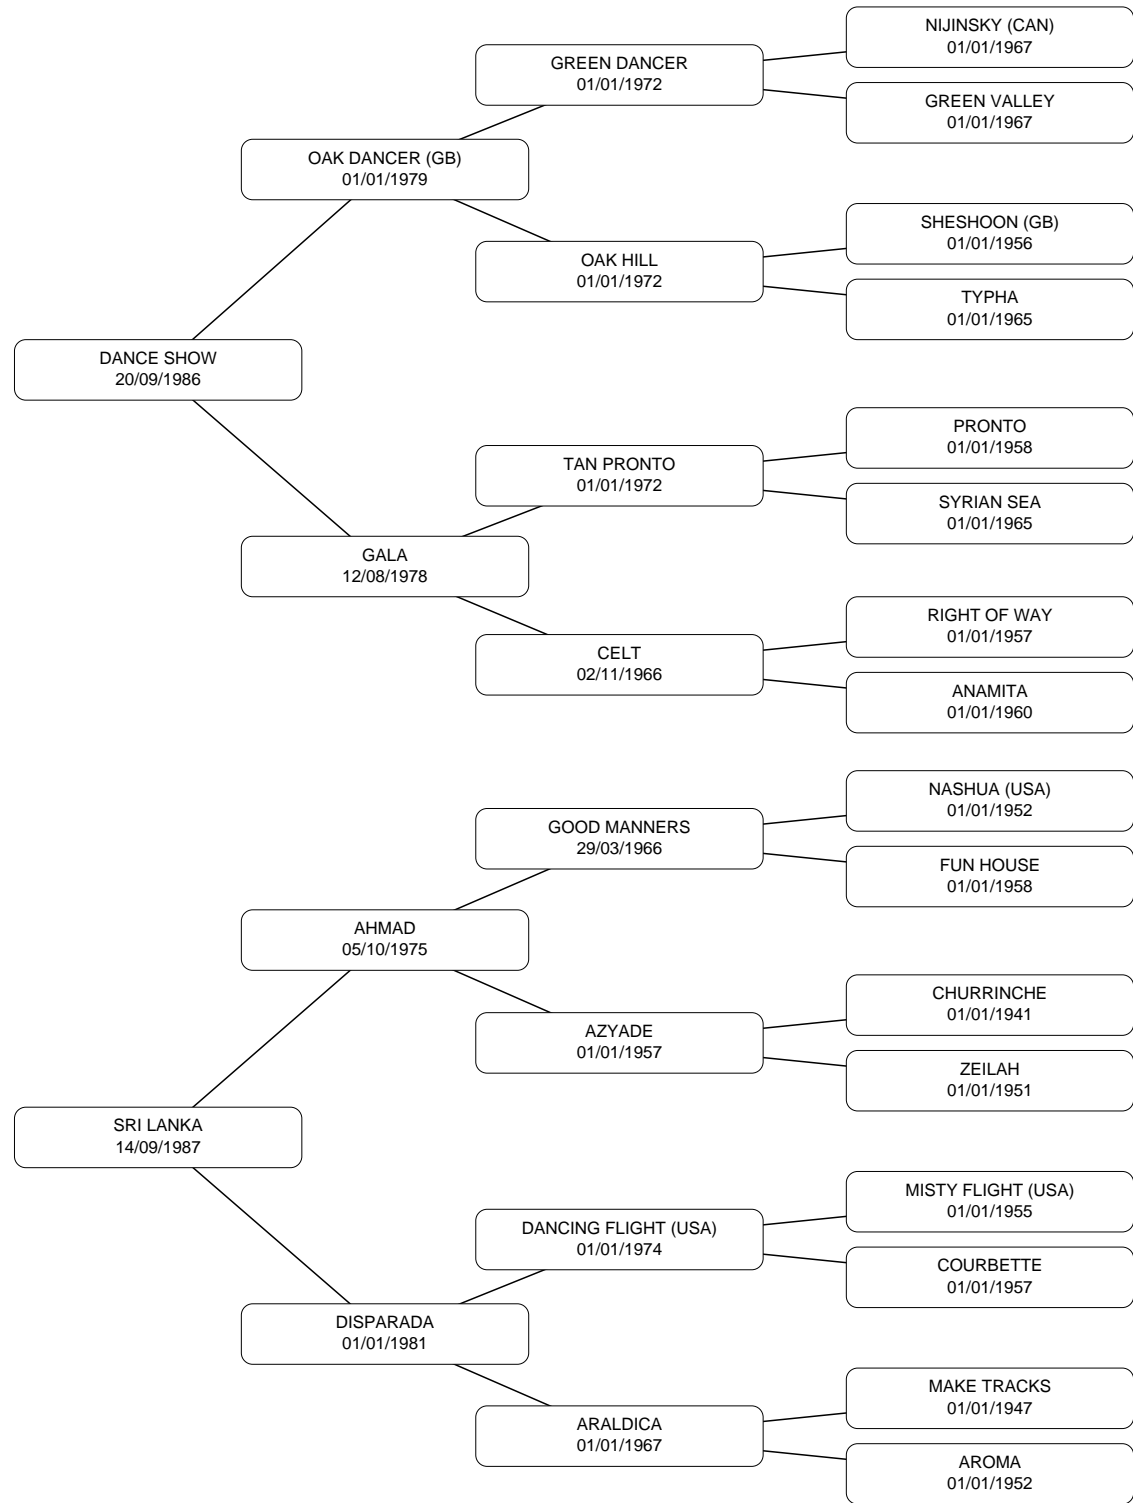 NIJINSKY (CAN)
01/01/1967
GREEN DANCER
01/01/1972
GREEN VALLEY
01/01/1967
OAK DANCER (GB)
01/01/1979
SHESHOON (GB)
01/01/1956
OAK HILL
01/01/1972
TYPHA
01/01/1965
DANCE SHOW
20/09/1986
PRONTO
01/01/1958
TAN PRONTO
01/01/1972
SYRIAN SEA
01/01/1965
GALA
12/08/1978
RIGHT OF WAY
01/01/1957
CELT
02/11/1966
ANAMITA
01/01/1960
NASHUA (USA)
01/01/1952
GOOD MANNERS
29/03/1966
FUN HOUSE
01/01/1958
AHMAD
05/10/1975
CHURRINCHE
01/01/1941
AZYADE
01/01/1957
ZEILAH
01/01/1951
SRI LANKA
14/09/1987
MISTY FLIGHT (USA)
01/01/1955
DANCING FLIGHT (USA)
01/01/1974
COURBETTE
01/01/1957
DISPARADA
01/01/1981
MAKE TRACKS
01/01/1947
ARALDICA
01/01/1967
AROMA
01/01/1952